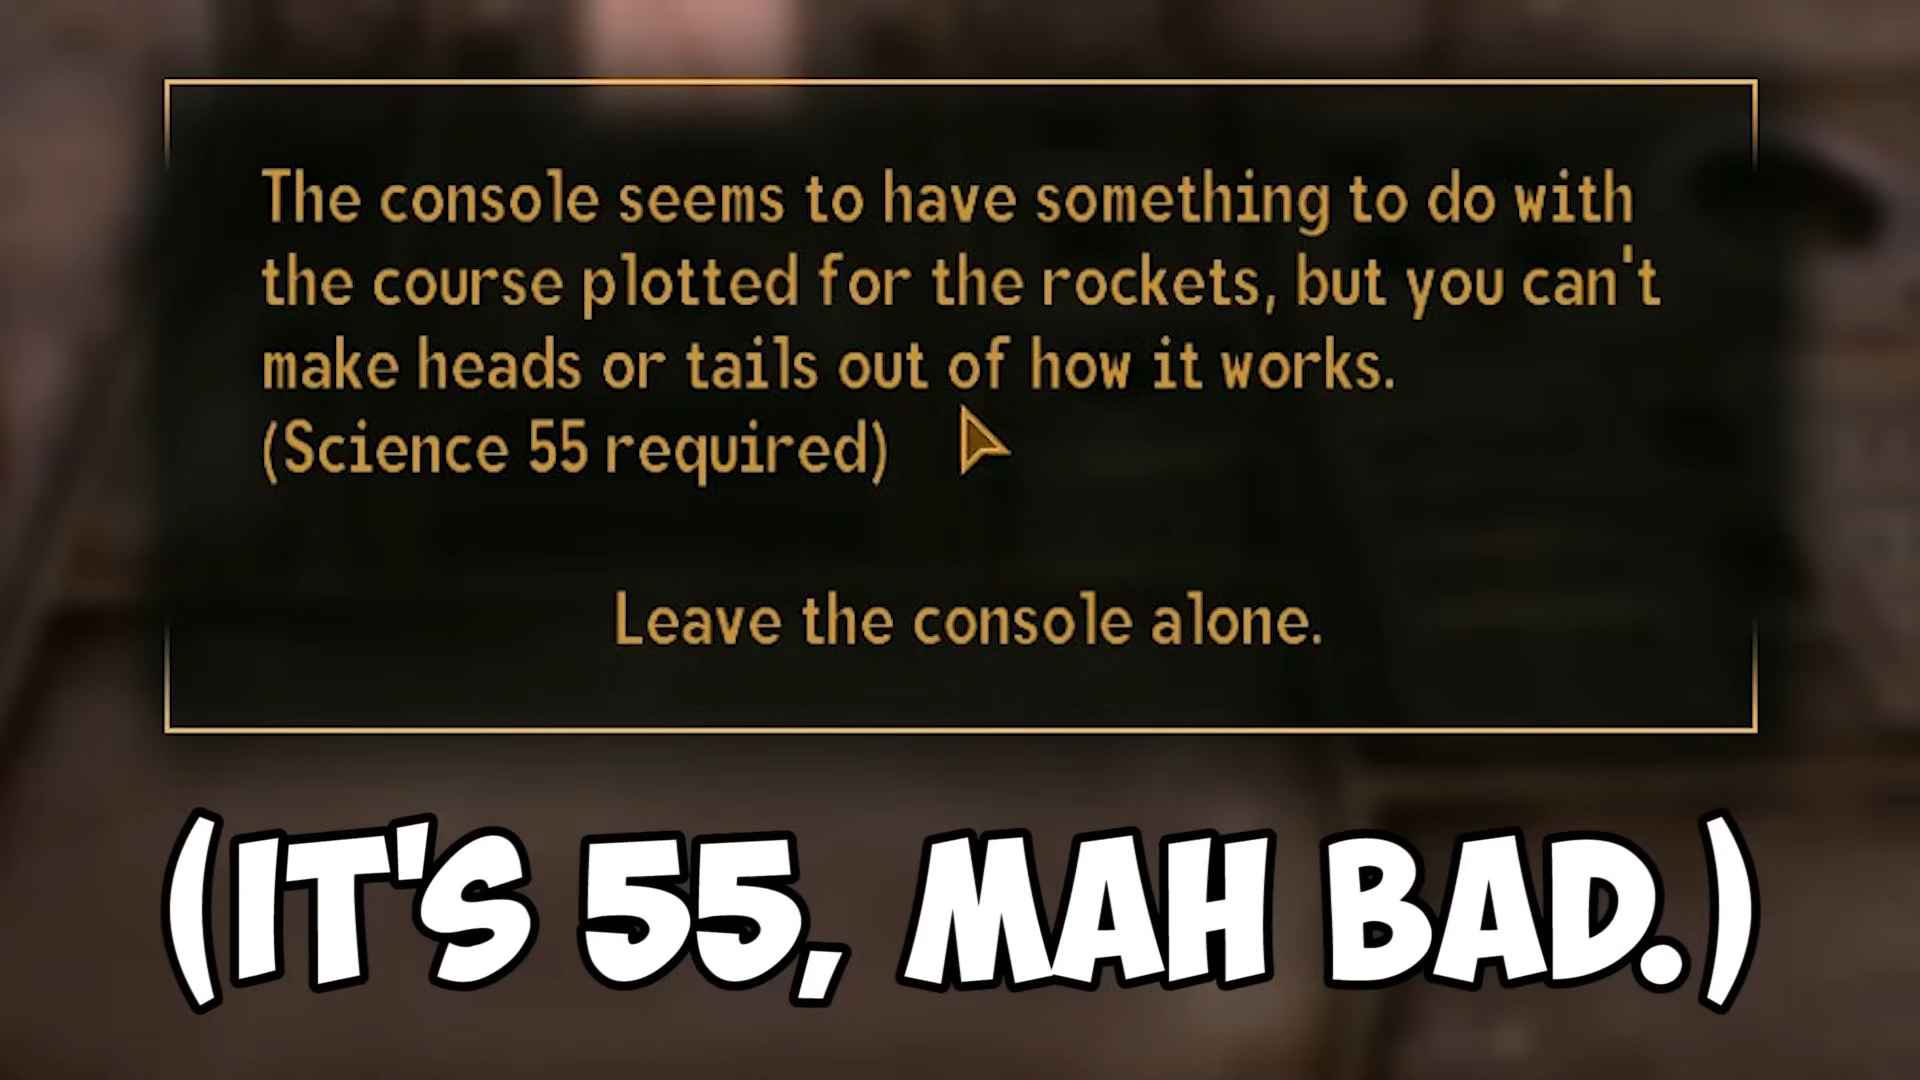 The console seems to have something to do with
the course plotted for the rockets, but you can't
make heads or tails out of how it works.
(Science 55 required)
Leave the console alone.
(IT'S 55, MAH BAD.)